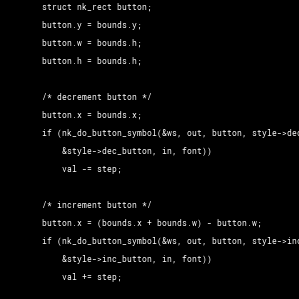 struct nk_rect button;
button.y = bounds.y;
button.w = bounds.h;
button.h = bounds.h;
/* decrement button */
button.x = bounds.x;
if (nk_do_button_symbol(&ws, out, button, style->dec
&style->dec_button, in, font))
val -= step;
/* increment button */
button.x = (bounds.x + bounds.w) - button.w;
if (nk_do_button_symbol(&ws, out, button, style->inc
&style->inc_button, in, font))
val += step;